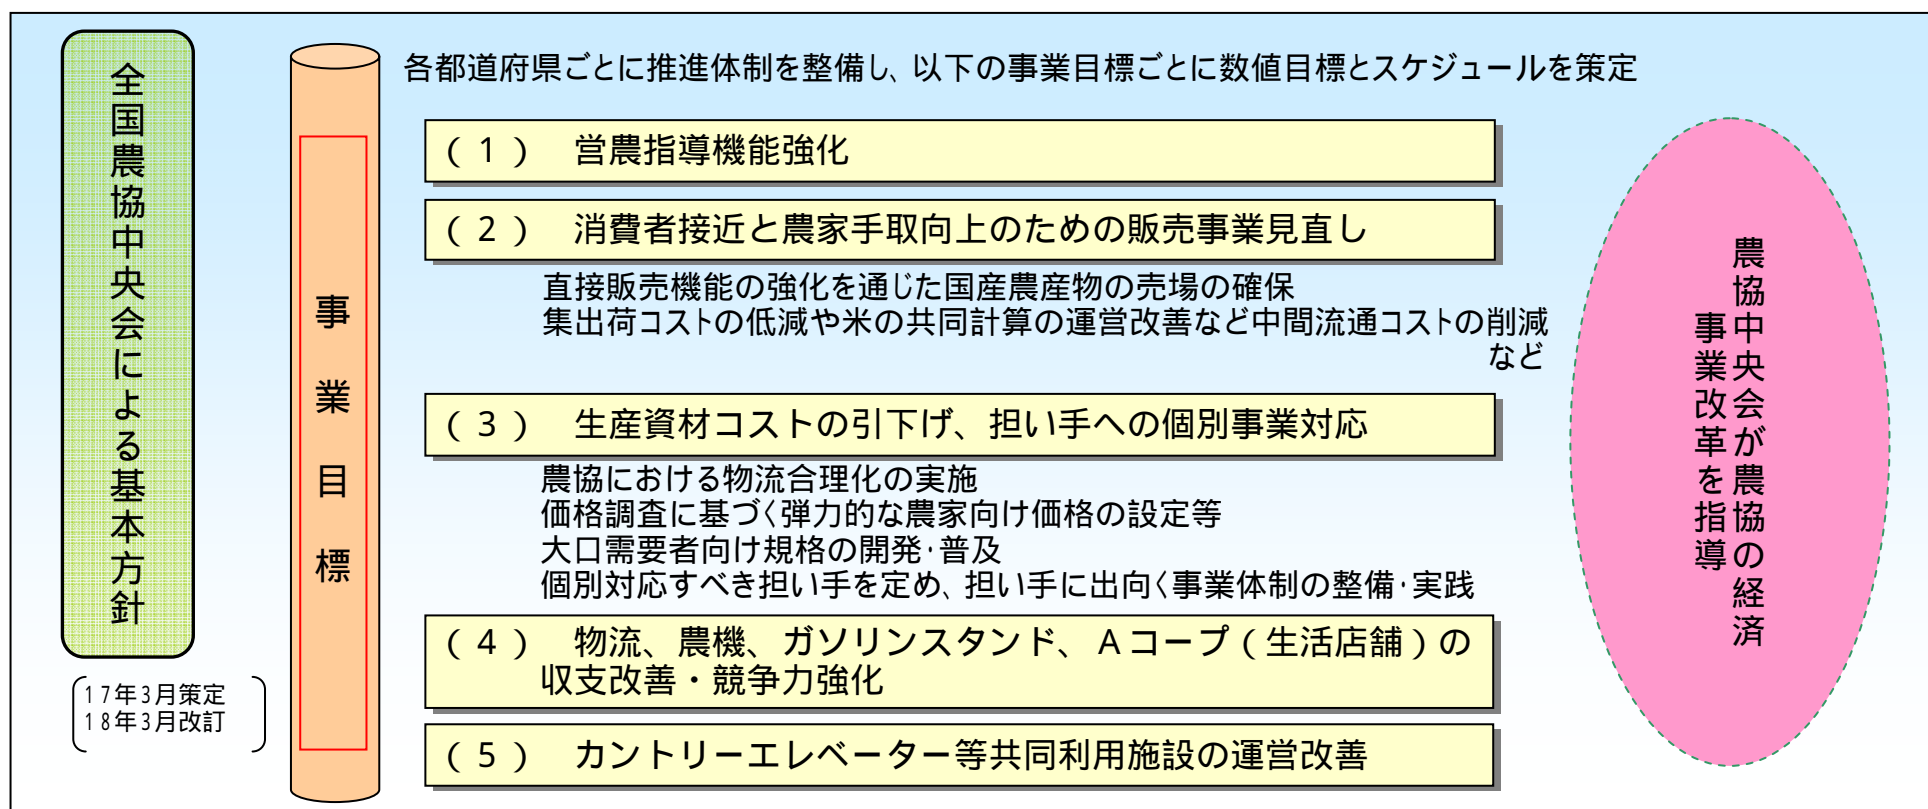 全国農協中央会による基本方針
17年3月策定
18年3月改訂
事業目標
各都道府県ごとに推進体制を整備し、以下の事業目標ごとに数値目標とスケジュールを策定
(1) 営農指導機能強化
(2) 消費者接近と農家手取向上のための販売事業見直し
直接販売機能の強化を通じた国産農産物の売場の確保
集出荷コストの低減や米の共同計算の運営改善など中間流通コストの削減
など
(3) 生産資材コストの引下げ、担い手への個別事業対応
農協における物流合理化の実施
価格調査に基づく弾力的な農家向け価格の設定等
大口需要者向け規格の開発・普及
個別対応すべき担い手を定め、担い手に出向く事業体制の整備・実践
(4) 物流、農機、ガソリンスタンド、Aコープ(生活店舗)の
収支改善・競争力強化
(5) カントリーエレベーター等共同利用施設の運営改善
農協中央会が農協の経済
事業改革を指導